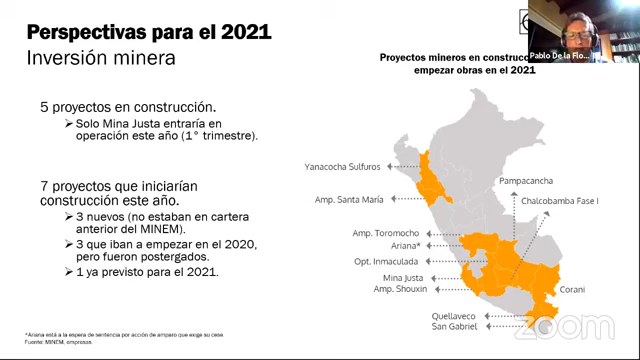 Perspectivas para el 2021
Inversión minera
5 proyectos en construcción.
➢ Solo Mina Justa entraría en
operación este año (1° trimestre).
7 proyectos que iniciarían
construcción este año.
➢ 3 nuevos (no estaban en cartera
anterior del MINEM).
➢ 3 que iban a empezar en el 2020,
pero fueron postergados.
➢ 1 ya previsto para el 2021.
*Ariana está a la espera de sentencia por acción de amparo que exige su cese.
Fuente: MINEM, empresas.
Pablo De la Flo...
Proyectos mineros en
empezar obras en el 2021
Yanacocha Sulfuros
Amp. Santa María
Pampacancha
Chalcobamba Fase I
Amp. Toromocho
Ariana*
Opt. Inmaculada
Mina Justa
Amp. Shouxin
Corani
Quellaveco
San Gabriel
zoom